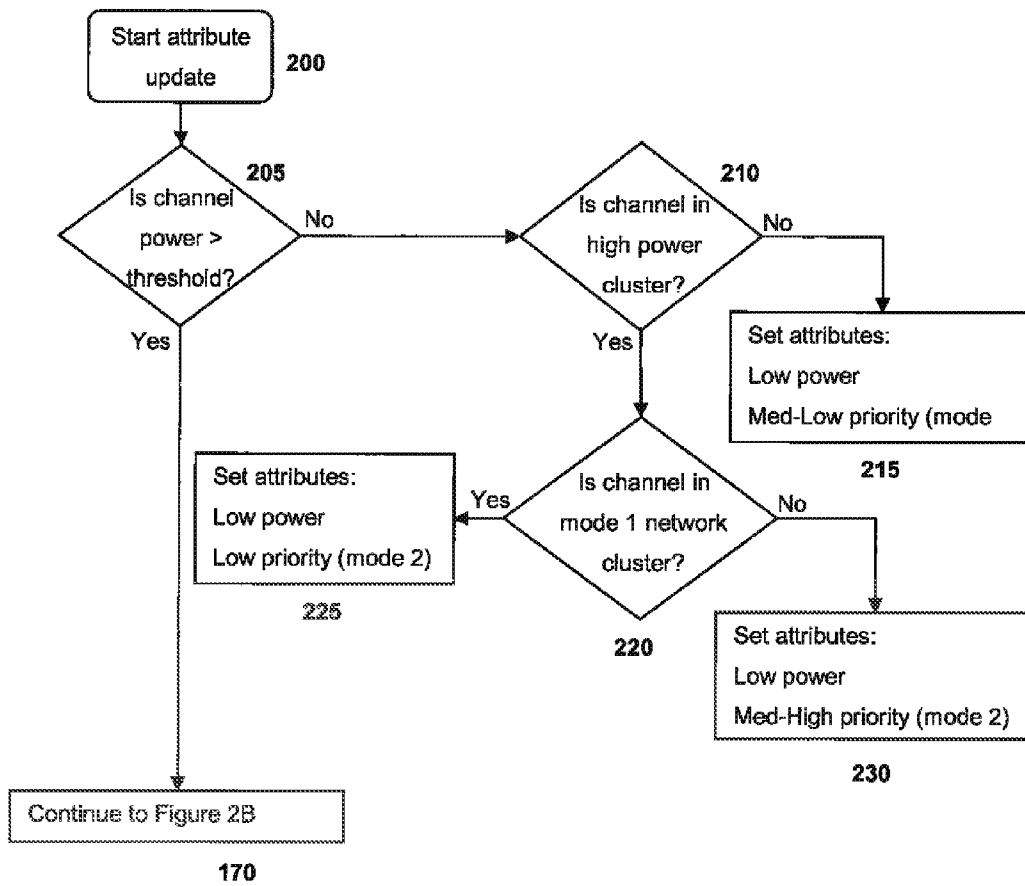 Start attribute
update
200
205
Is channel
power >
threshold?
No
Yes
210
Is channel in
high power
cluster?
No
Yes
Set attributes:
Low power
Med-Low priority (mode
215
Is channel in
mode 1 network
cluster?
Yes
No
220
Set attributes:
Low power
Low priority (mode 2)
225
Set attributes:
Low power
Med-High priority (mode 2)
230
Continue to Figure 2B
170